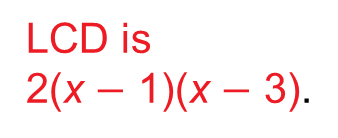 LCD is
2(x – 1)(x – 3).